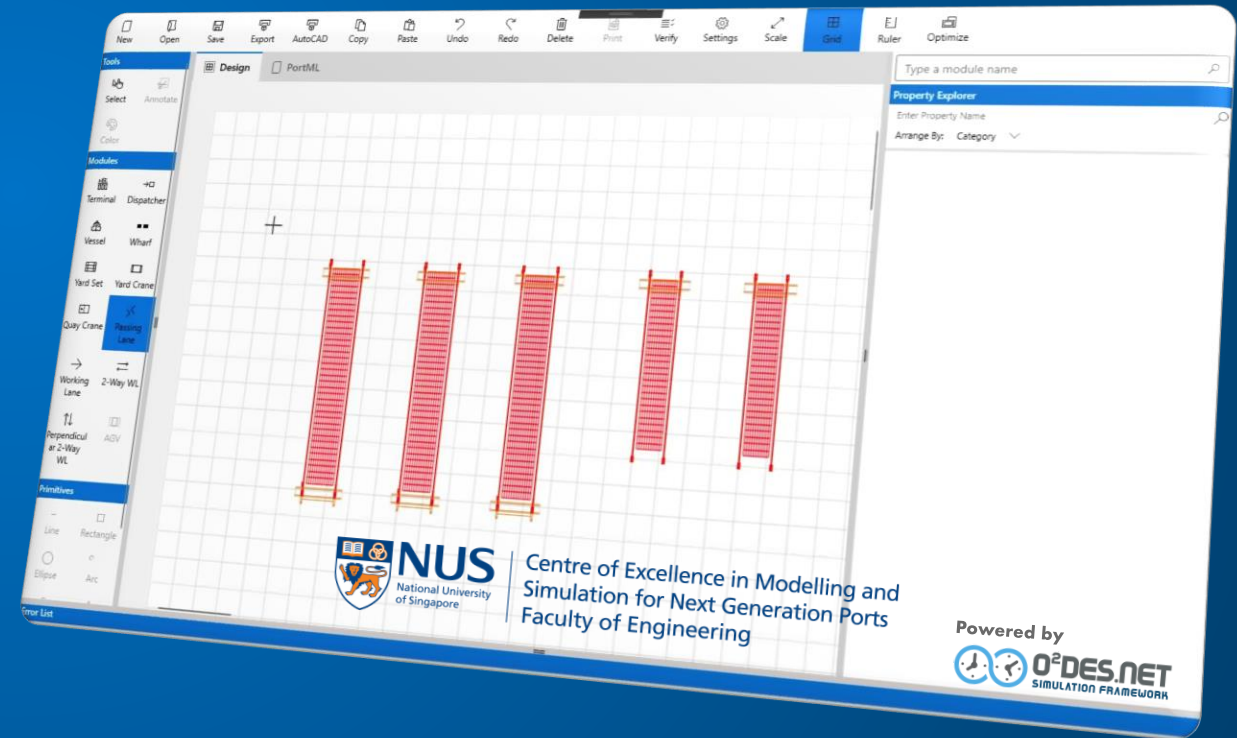 New Open Save Export AutoCAD Copy Paste Undo Redo Delete Print Verify Settings Scale Grid Ruler Optimize
Tools
Select Annotate
Color
Modules
Terminal Dispatcher
Vessel Wharf
Yard Set Yard Crane
Quay Crane Passing
Lane
Working 2-Way WL
Lane
Perpendicul AGV
ar 2-Way
WL
Primitives
Line Rectangle
Ellipse Arc
Error List
Design PortML
Type a module name
Property Explorer
Enter Property Name
Arrange By: Category
NUS
National University
of Singapore
Centre of Excellence in Modelling and
Simulation for Next Generation Ports
Faculty of Engineering
Powered by
O²DES.NET
SIMULATION FRAMEWORK